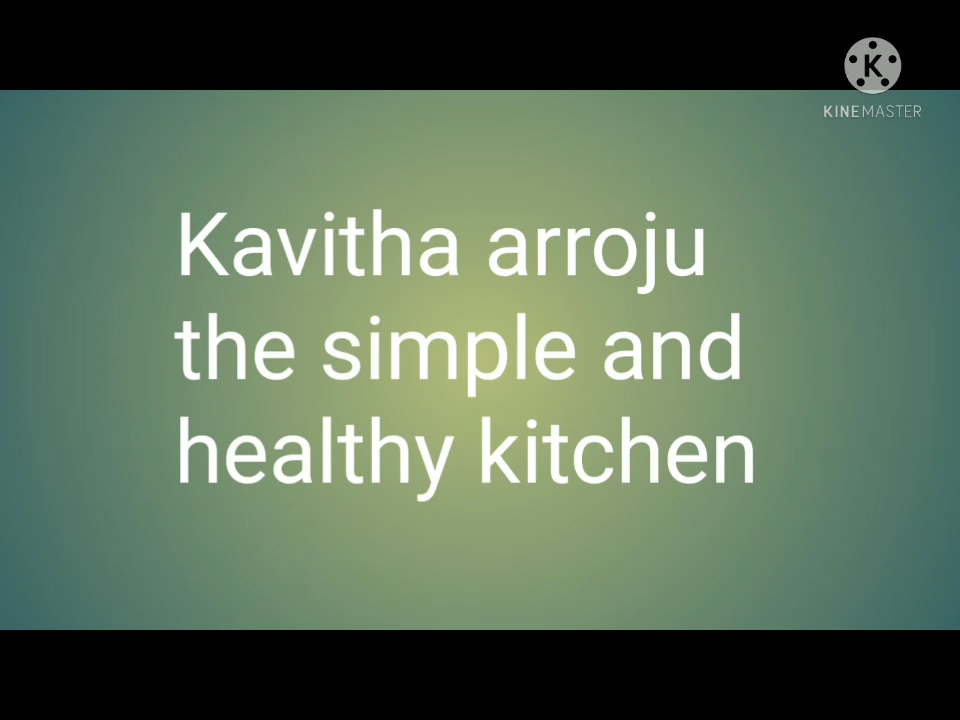 K
KINEMASTER
Kavitha arroju
the simple and
healthy kitchen